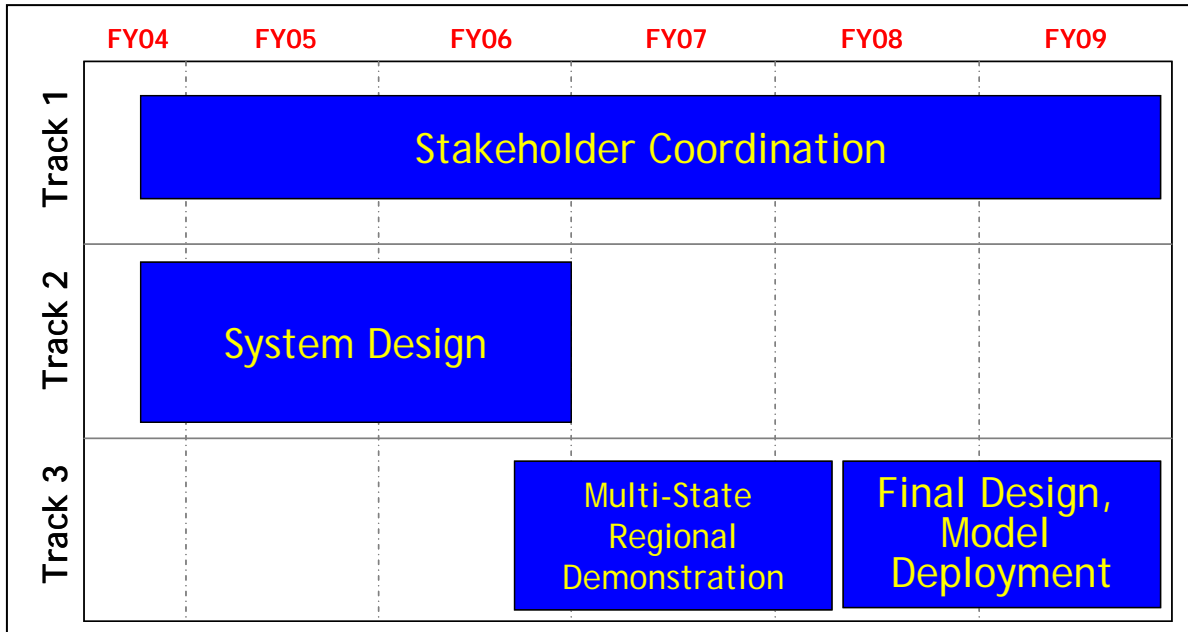 FY04 FY05 FY06 FY07 FY08 FY09
Track 1
Stakeholder Coordination
Track 2
System Design
Track 3
Multi-State
Regional
Demonstration
Final Design,
Model
Deployment